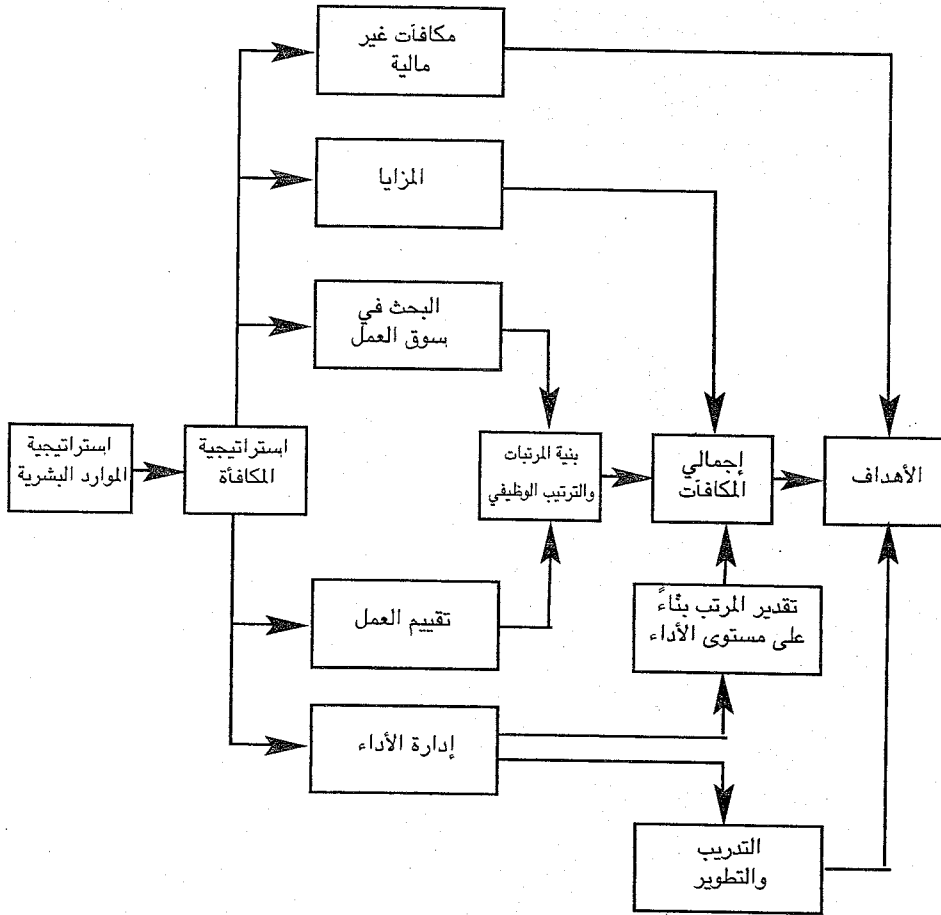 مكافآت غير
مالية
المزايا
البحث في
سوق العمل
استراتيجية
الموارد البشرية
استراتيجية
المكافأة
بنية المرتبات
والترتيب الوظيفي
إجمالي
المكافآت
الأهداف
تقييم العمل
تقدير المرتب بناءً
على مستوى الأداء
إدارة الأداء
التدريب
والتطوير